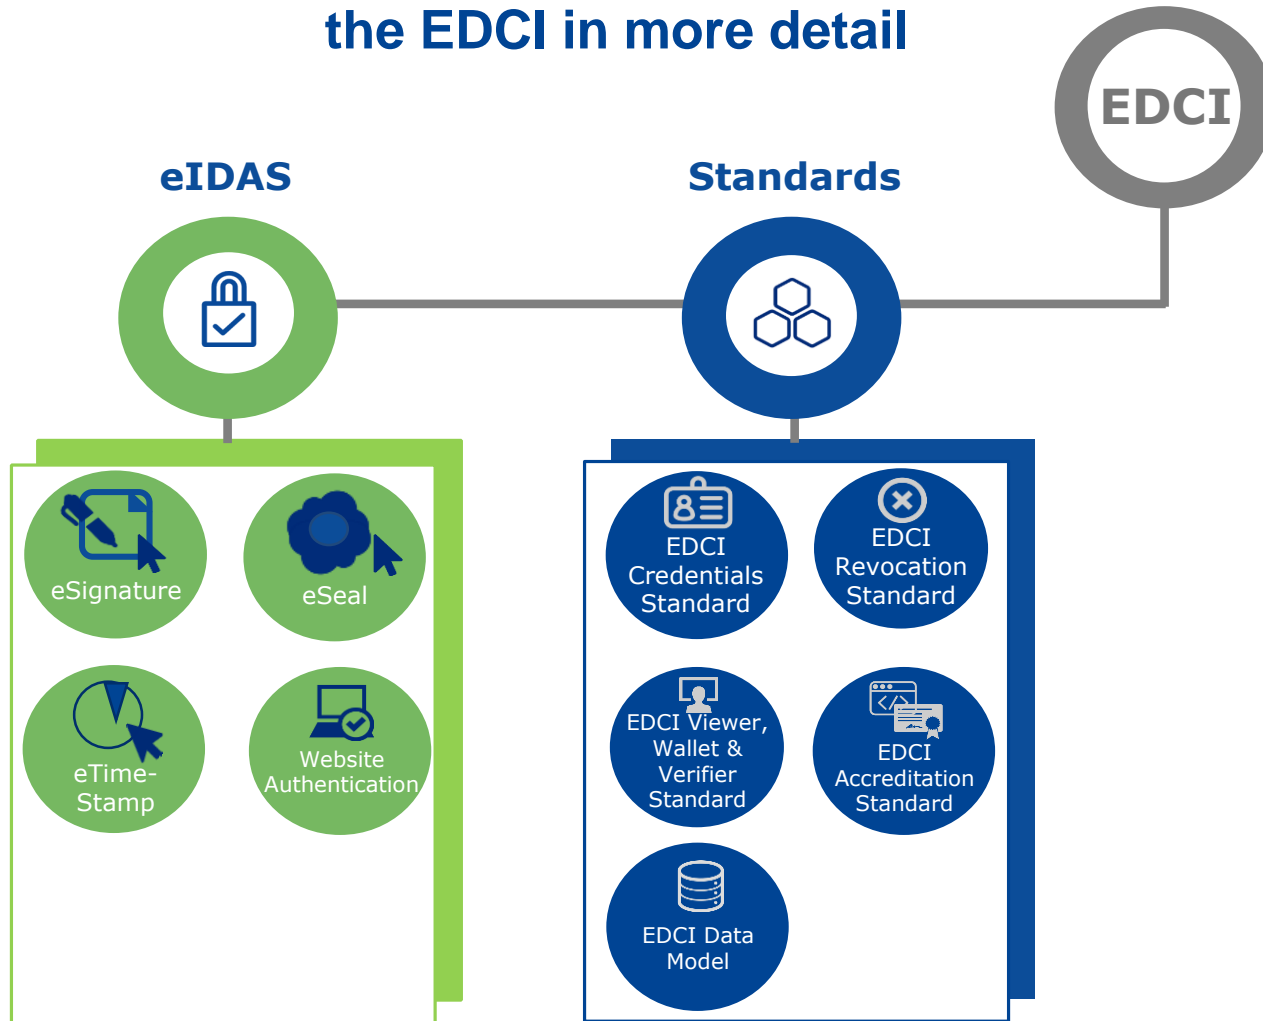 the EDCI in more detail
EDCI
eIDAS
Standards
eSignature
eSeal
eTime-
Stamp
Website
Authentication
EDCI
Credentials
Standard
EDCI
Revocation
Standard
EDCI Viewer,
Wallet &
Verifier
Standard
EDCI
Accreditation
Standard
EDCI Data
Model